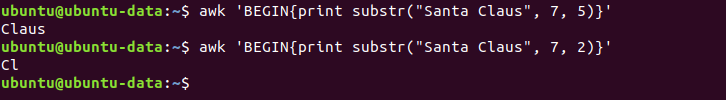 ubuntu@ubuntu-data:~$ awk 'BEGIN{print substr("Santa Claus", 7, 5)}'
Claus
ubuntu@ubuntu-data:~$ awk 'BEGIN{print substr("Santa Claus", 7, 2)}'
Cl
ubuntu@ubuntu-data:~$